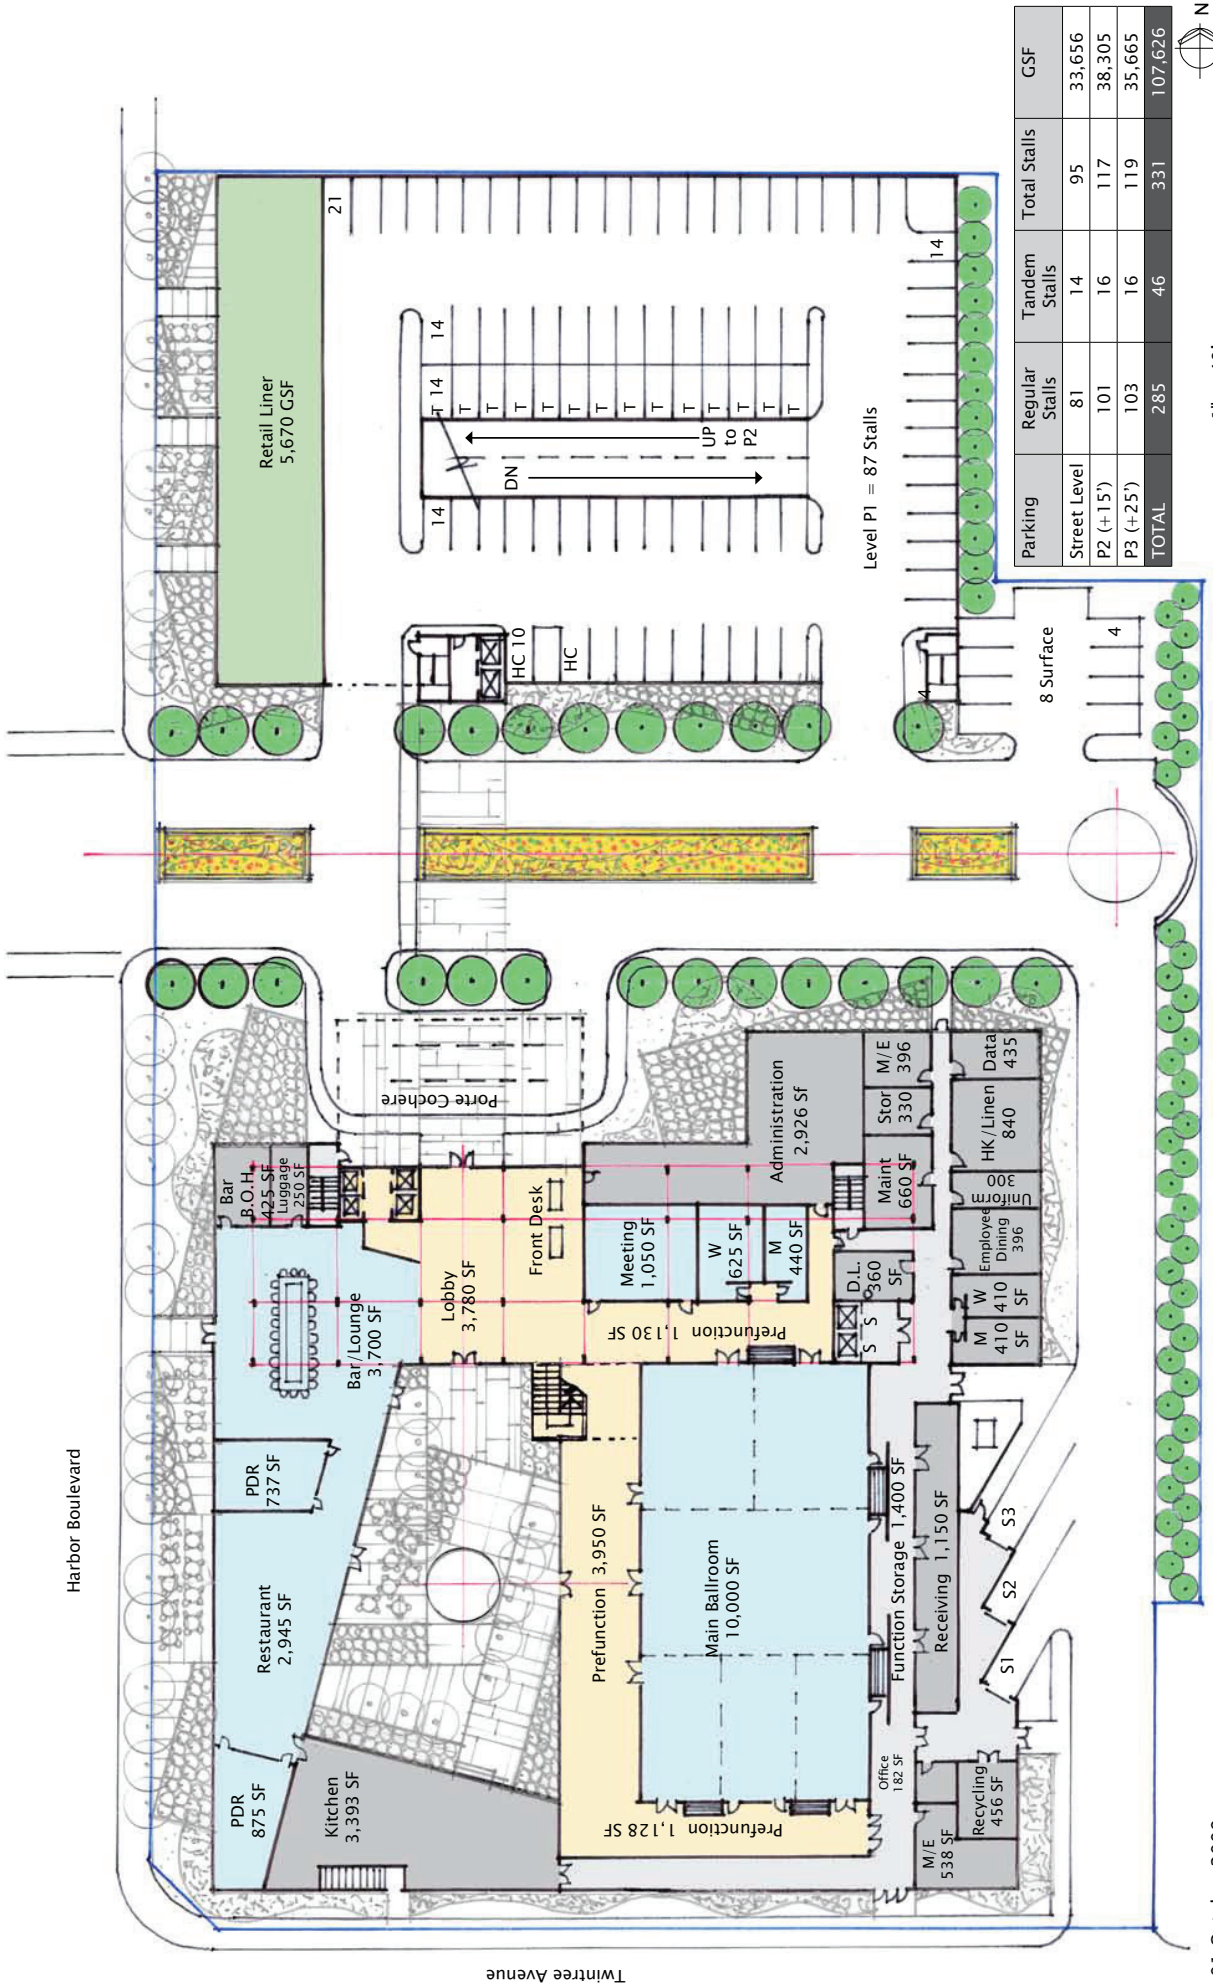 Harbor Boulevard
Twintree Avenue
PDR
875 SF
Kitchen
3,393 SF
Restaurant
2,945 SF
PDR
737 SF
Bar/Lounge
3,700 SF
Bar
B.O.H.
425 SF
Luggage
250 SF
Lobby
3,780 SF
Front Desk
Porte Cochere
Prefunction 3,950 SF
Main Ballroom
10,000 SF
Prefunction 1,128 SF
Prefunction 1,130 SF
Meeting
1,050 SF
W
625 SF
M
440 SF
Administration
2,926 Sf
D.L.
360
SF
S S
Maint
660 SF
Stor
330
M/E
396
Office
182 SF
Function Storage 1,400 SF
Receiving 1,150 SF
M/E
538 SF
Recycling
456 SF
S1
S2
S3
M
410
SF
W
410
SF
Employee
Dining
396
Uniform
300
HK/Linen
840
Data
435
Retail Liner
5,670 GSF
21
14
T 14
14
T
T
T
T
T
T
T
T
T
T
T
T
T
DN
UP
to
P2
HC 10
HC
14
Level P1 = 87 Stalls
4
8 Surface
4
Parking Regular Stalls Tandem Stalls Total Stalls GSF
Street Level 81 14 95 33,656
P2 (+15') 101 16 117 38,305
P3 (+25') 103 16 119 35,665
TOTAL 285 46 331 107,626
N